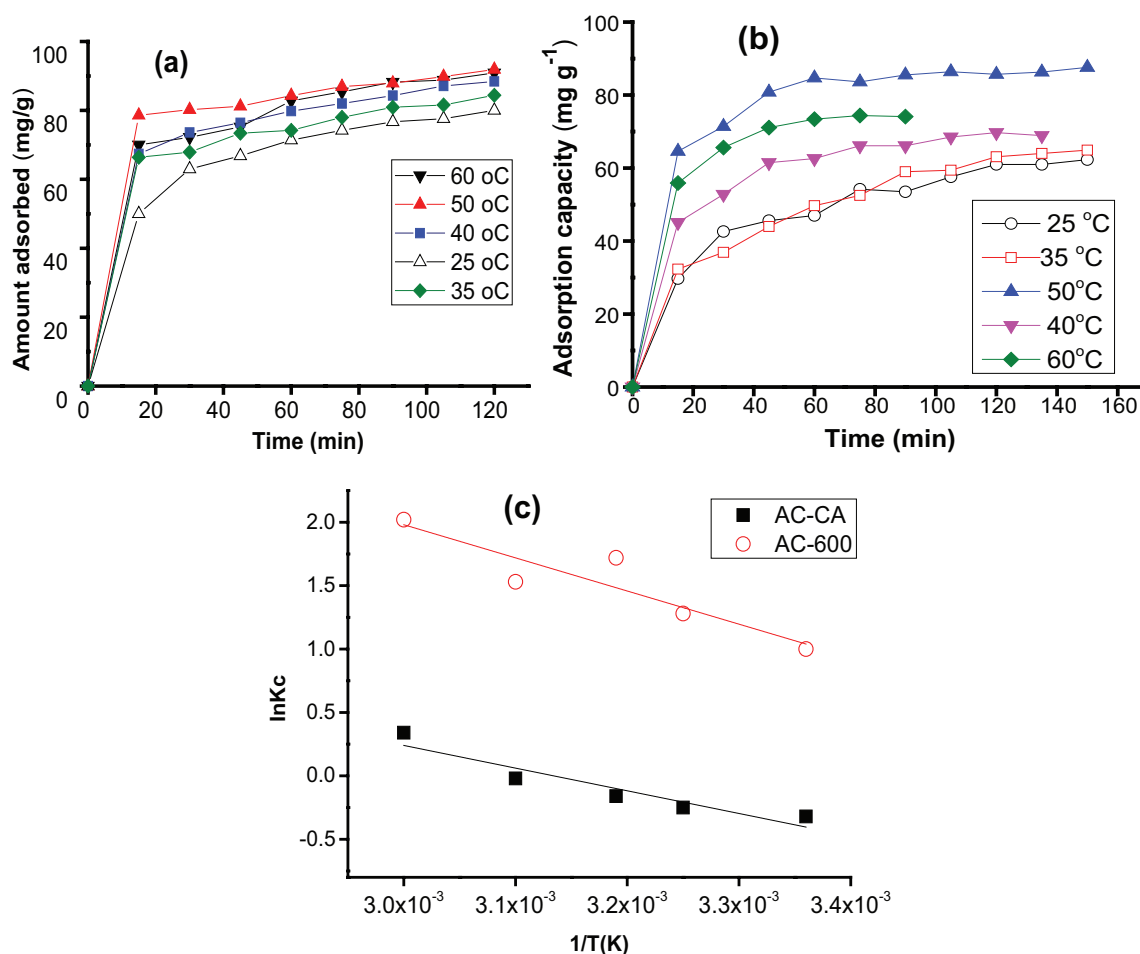 (a)
Amount adsorbed (mg/g)
100
80
60
40
20
0
60 oC
50 oC
40 oC
25 oC
35 oC
0 20 40 60 80 100 120
Time (min)
(b)
Adsorption capacity (mg g⁻¹)
100
80
60
40
20
0
25 °C
35 °C
50°C
40°C
60°C
0 20 40 60 80 100 120 140 160
Time (min)
(c)
lnKc
2.0
1.5
1.0
0.5
0.0
-0.5
AC-CA
AC-600
3.0x10⁻³ 3.1x10⁻³ 3.2x10⁻³ 3.3x10⁻³ 3.4x10⁻³
1/T(K)